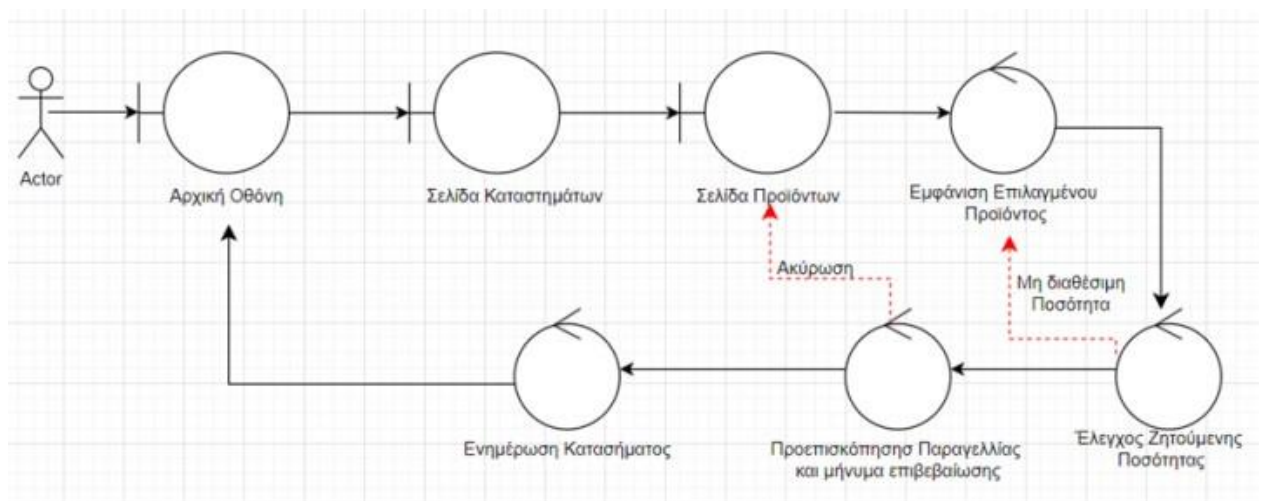 Actor
Αρχική Οθόνη
Σελίδα Καταστημάτων
Σελίδα Προϊόντων
Εμφάνιση Επιλαγμένου
Προϊόντος
Ακύρωση
Μη διαθέσιμη
Ποσότητα
Ενημέρωση Κατασήματος
Προεπισκόπησησ Παραγελλίας
και μήνυμα επιβεβαίωσης
Έλεγχος Ζητούμενης
Ποσότητας